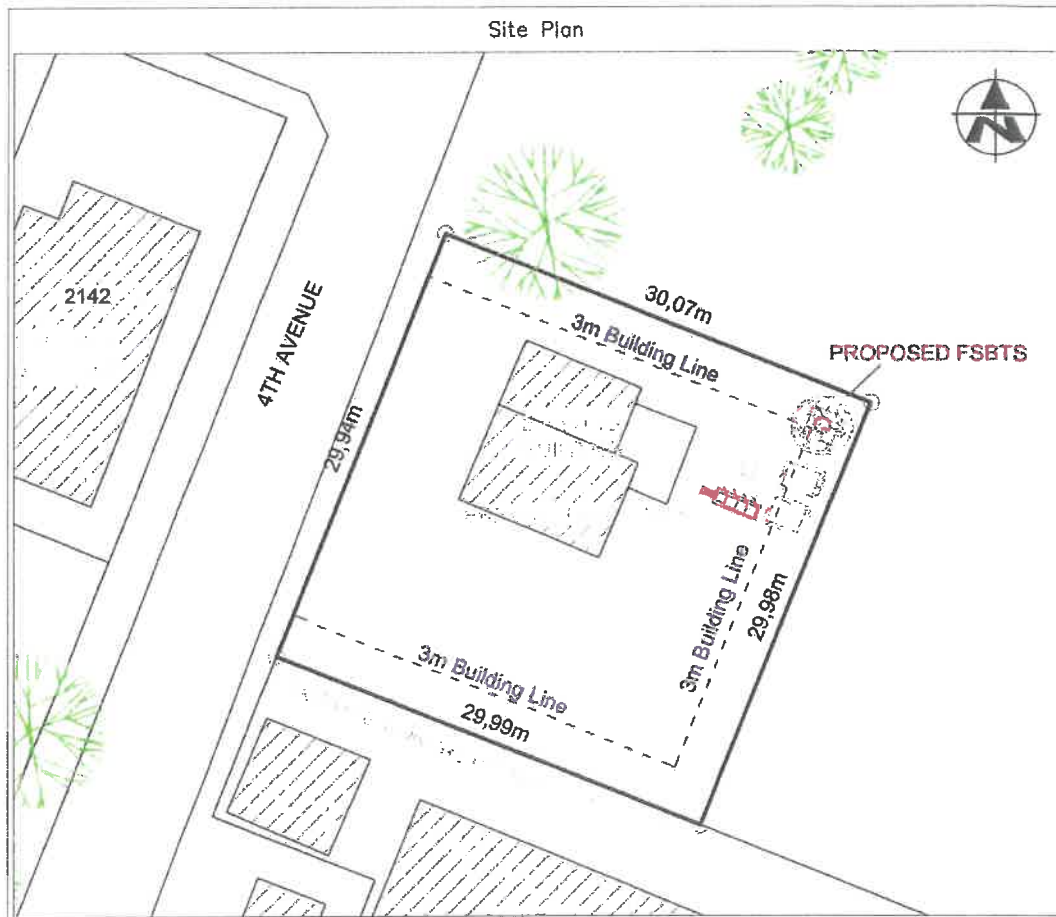 Site Plan
N
2142
4TH AVENUE
30,07m
3m Building Line
PROPOSED FSBTS
29,94m
3m Building Line
29,98m
3m Building Line
29,99m